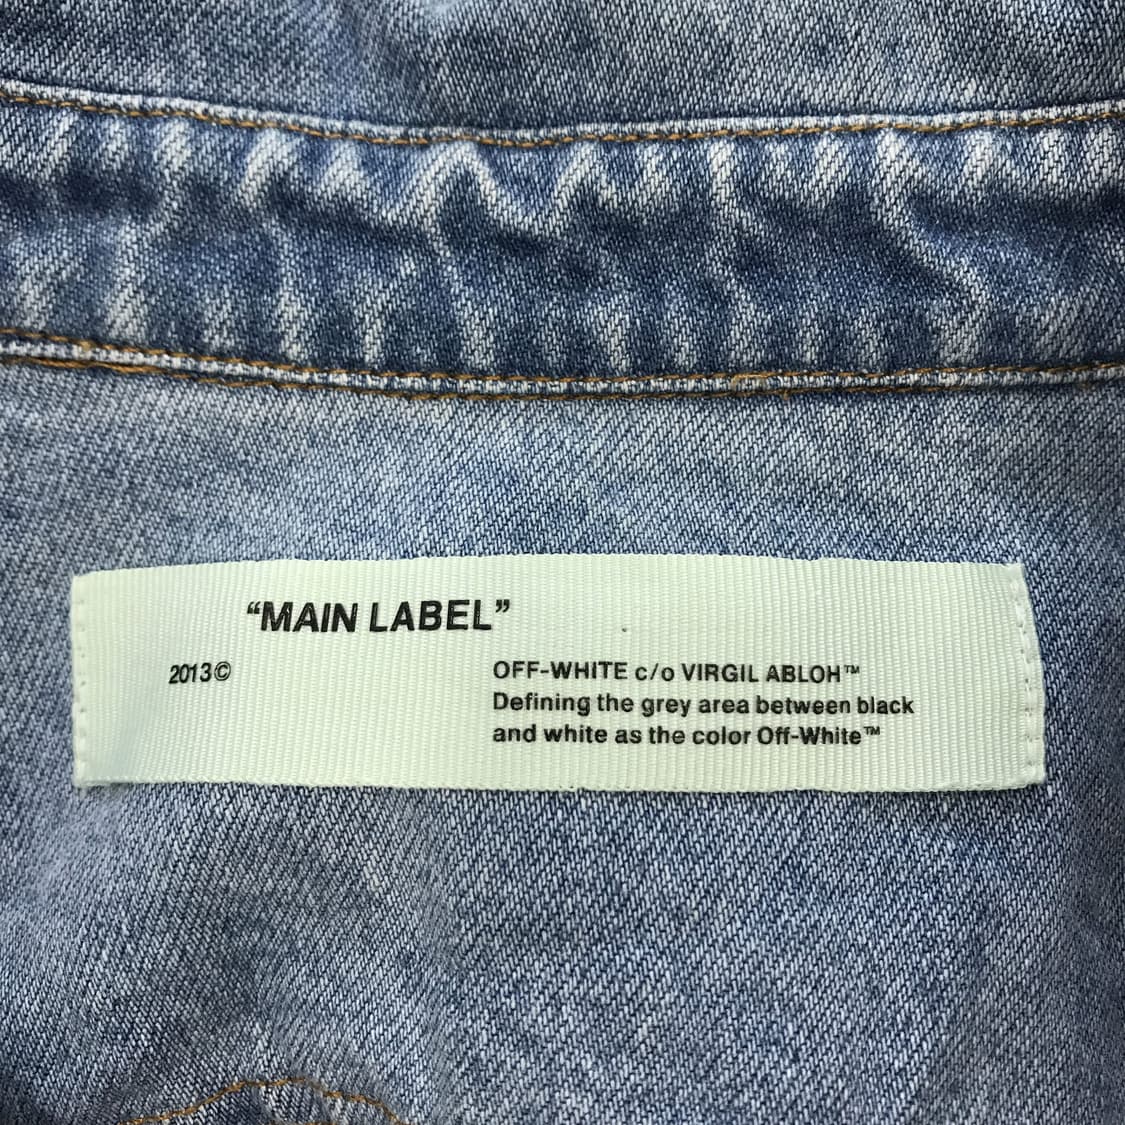 “MAIN LABEL”
2013©
OFF-WHITE c/o VIRGIL ABLOH™
Defining the grey area between black
and white as the color Off-White™